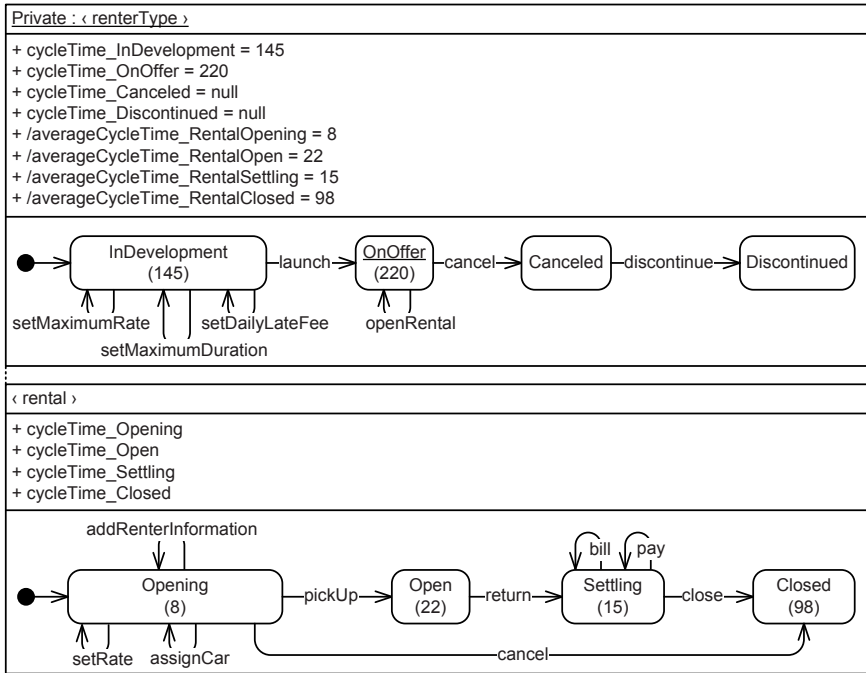 Private : ‹ renterType ›
+ cycleTime_InDevelopment = 145
+ cycleTime_OnOffer = 220
+ cycleTime_Canceled = null
+ cycleTime_Discontinued = null
+ /averageCycleTime_RentalOpening = 8
+ /averageCycleTime_RentalOpen = 22
+ /averageCycleTime_RentalSettling = 15
+ /averageCycleTime_RentalClosed = 98
InDevelopment
(145)
launch
OnOffer
(220)
cancel
Canceled
discontinue
Discontinued
setMaximumRate
setDailyLateFee
openRental
setMaximumDuration
‹ rental ›
+ cycleTime_Opening
+ cycleTime_Open
+ cycleTime_Settling
+ cycleTime_Closed
addRenterInformation
bill
pay
Opening
(8)
pickUp
Open
(22)
return
Settling
(15)
close
Closed
(98)
setRate
assignCar
cancel